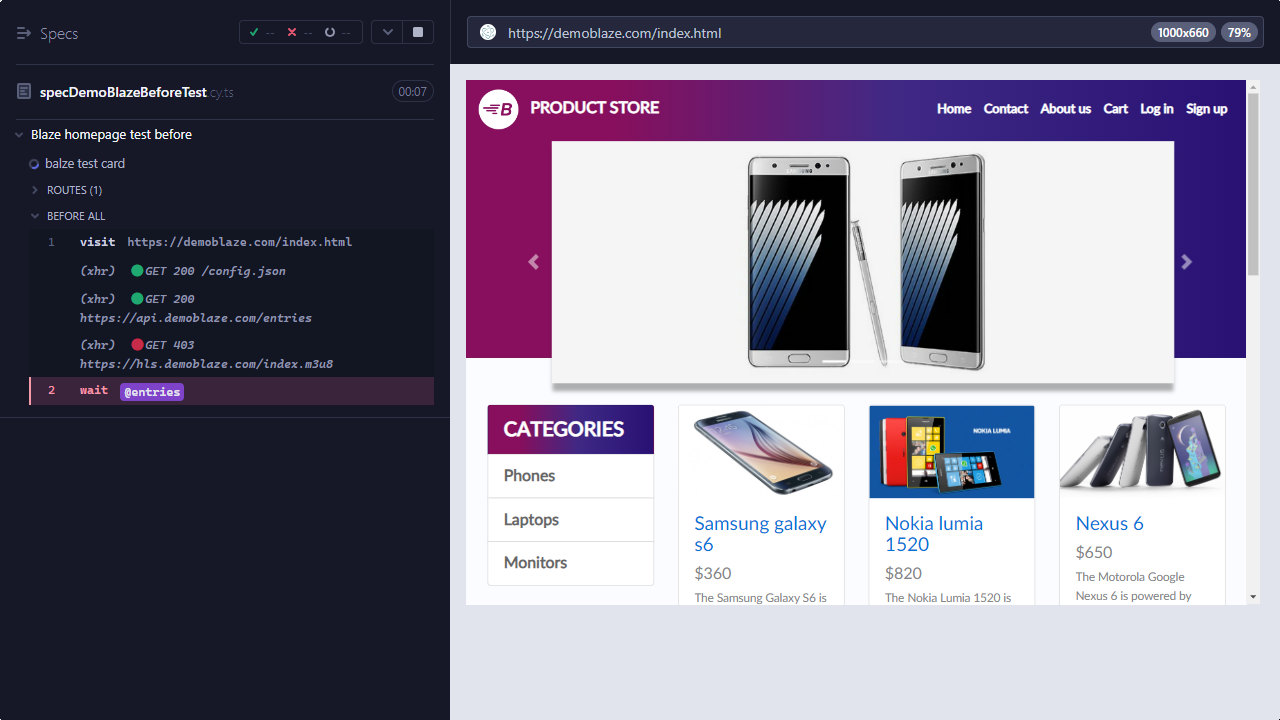 Specs
-- -- --
https://demoblaze.com/index.html
1000x660
79%
specDemoBlazeBeforeTest.cy.ts
00:07
Blaze homepage test before
balze test card
ROUTES (1)
BEFORE ALL
1 visit https://demoblaze.com/index.html
(xhr) GET 200 /config.json
(xhr) GET 200
https://api.demoblaze.com/entries
(xhr) GET 403
https://hls.demoblaze.com/index.m3u8
2 wait @entries
B PRODUCT STORE
Home Contact About us Cart Log in Sign up
SAMSUNG
CATEGORIES
Phones
Laptops
Monitors
Samsung galaxy
s6
$360
The Samsung Galaxy S6 is
NOKIA LUMIA
Nokia lumia
1520
$820
The Nokia Lumia 1520 is
Nexus 6
$650
The Motorola Google
Nexus 6 is powered by